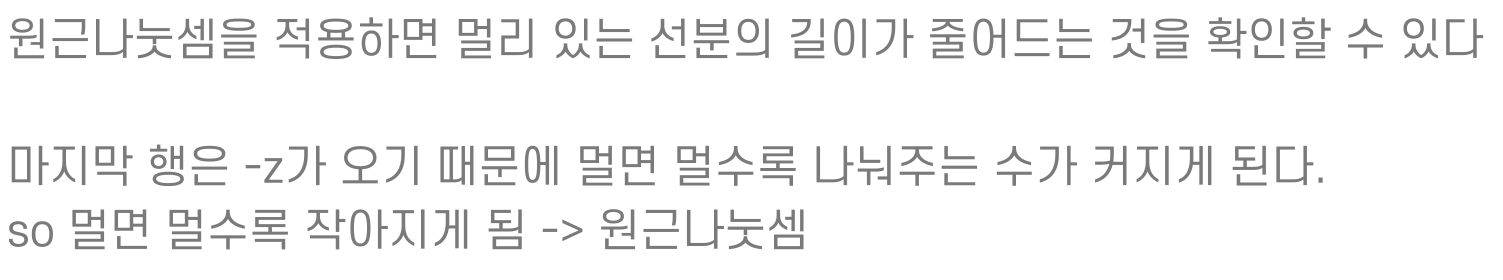 원근나눗셈을 적용하면 멀리 있는 선분의 길이가 줄어드는 것을 확인할 수 있다
마지막 행은 -z가 오기 때문에 멀면 멀수록 나눠주는 수가 커지게 된다.
so 멀면 멀수록 작아지게 됨 -> 원근나눗셈